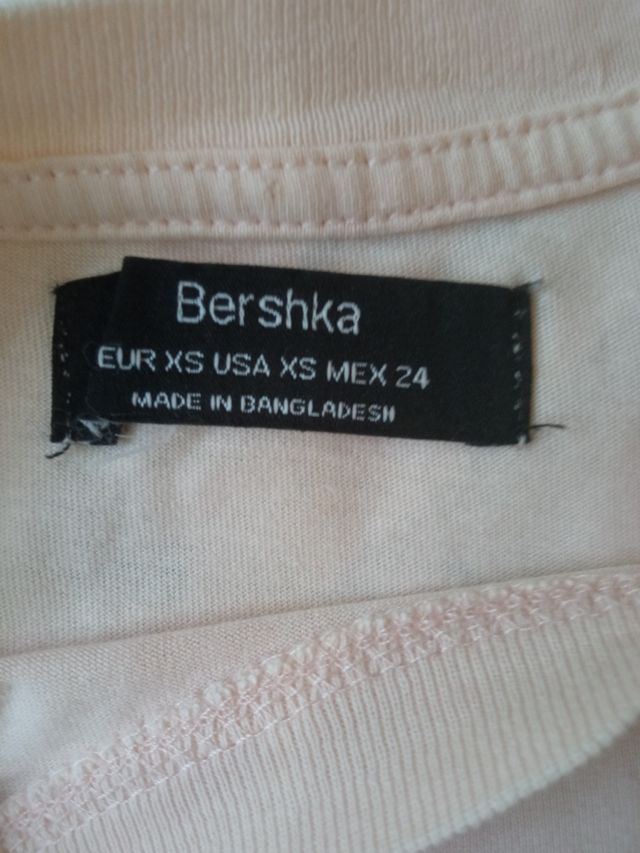 Bershka
EUR XS USA XS MEX 24
MADE IN BANGLADESH